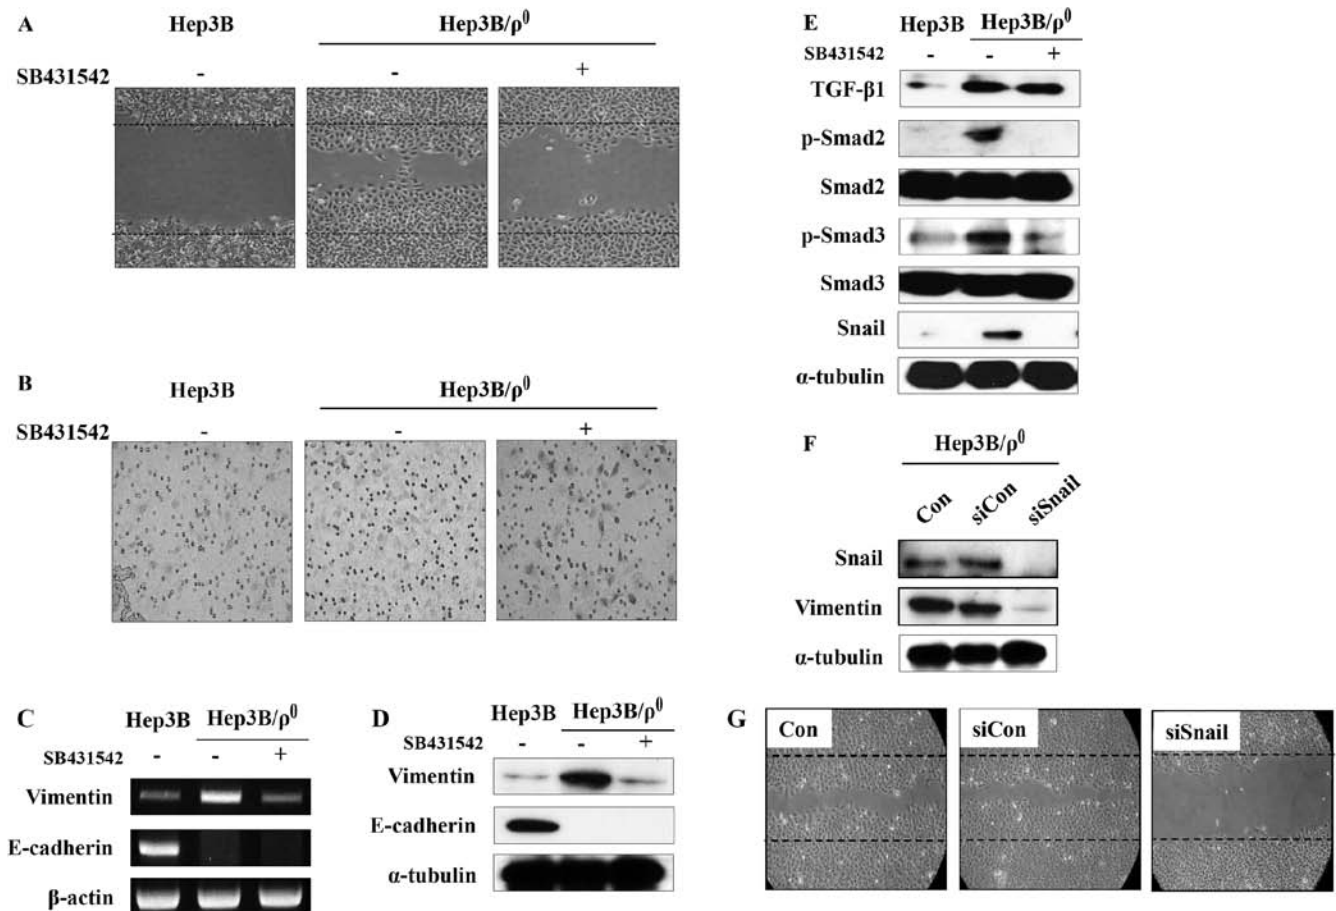 A
Hep3B
Hep3B/ρ⁰
SB431542
-
-
+
B
Hep3B
Hep3B/ρ⁰
SB431542
-
-
+
C
Hep3B
Hep3B/ρ⁰
SB431542
-
-
+
Vimentin
E-cadherin
β-actin
D
Hep3B
Hep3B/ρ⁰
SB431542
-
-
+
Vimentin
E-cadherin
α-tubulin
E
Hep3B
Hep3B/ρ⁰
SB431542
-
-
+
TGF-β1
p-Smad2
Smad2
p-Smad3
Smad3
Snail
α-tubulin
F
Hep3B/ρ⁰
Con
siCon
siSnail
Snail
Vimentin
α-tubulin
G
Con
siCon
siSnail